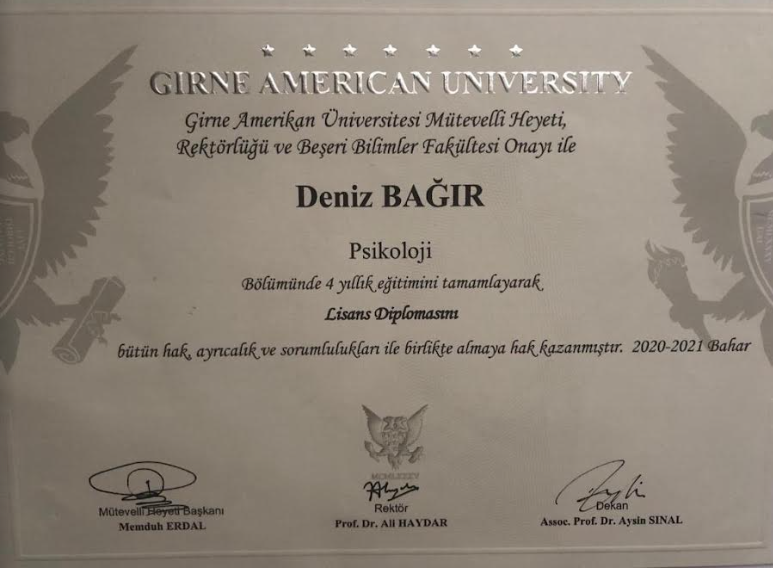 GIRNE AMERICAN UNIVERSITY
Girne Amerikan Üniversitesi Mütevelli Heyeti,
Rektörlüğü ve Beşeri Bilimler Fakültesi Onayı ile
Deniz BAĞIR
Psikoloji
Bölümünde 4 yıllık eğitimini tamamlayarak
Lisans Diplomasını
bütün hak, ayrıcalık ve sorumlulukları ile birlikte almaya hak kazanmıştır. 2020-2021 Bahar
MCMLXXXV
Mütevelli Heyeti Başkanı
Memduh ERDAL
Rektör
Prof. Dr. Ali HAYDAR
Dekan
Assoc. Prof. Dr. Aysin SINAL